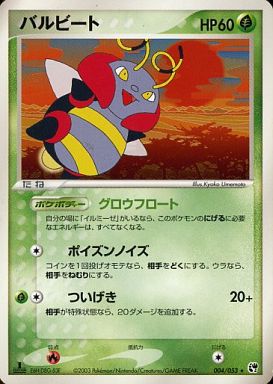 バルビート HP60
Illus. Kyoko Umemoto
たね
ポケボディー グロウフロート
自分の場に「イルミーゼ」がいるなら、このポケモンのにげるに必要
なエネルギーは、すべてなくなる。
ポイズンノイズ
コインを1回投げオモテなら、相手をどくにする。ウラなら、
相手をねむりにする。
ついげき 20+
相手が特殊状態なら、20ダメージを追加する。
弱点 抵抗力 にげる
©2003 Pokémon/Nintendo/Creatures/GAME FREAK. 004/053